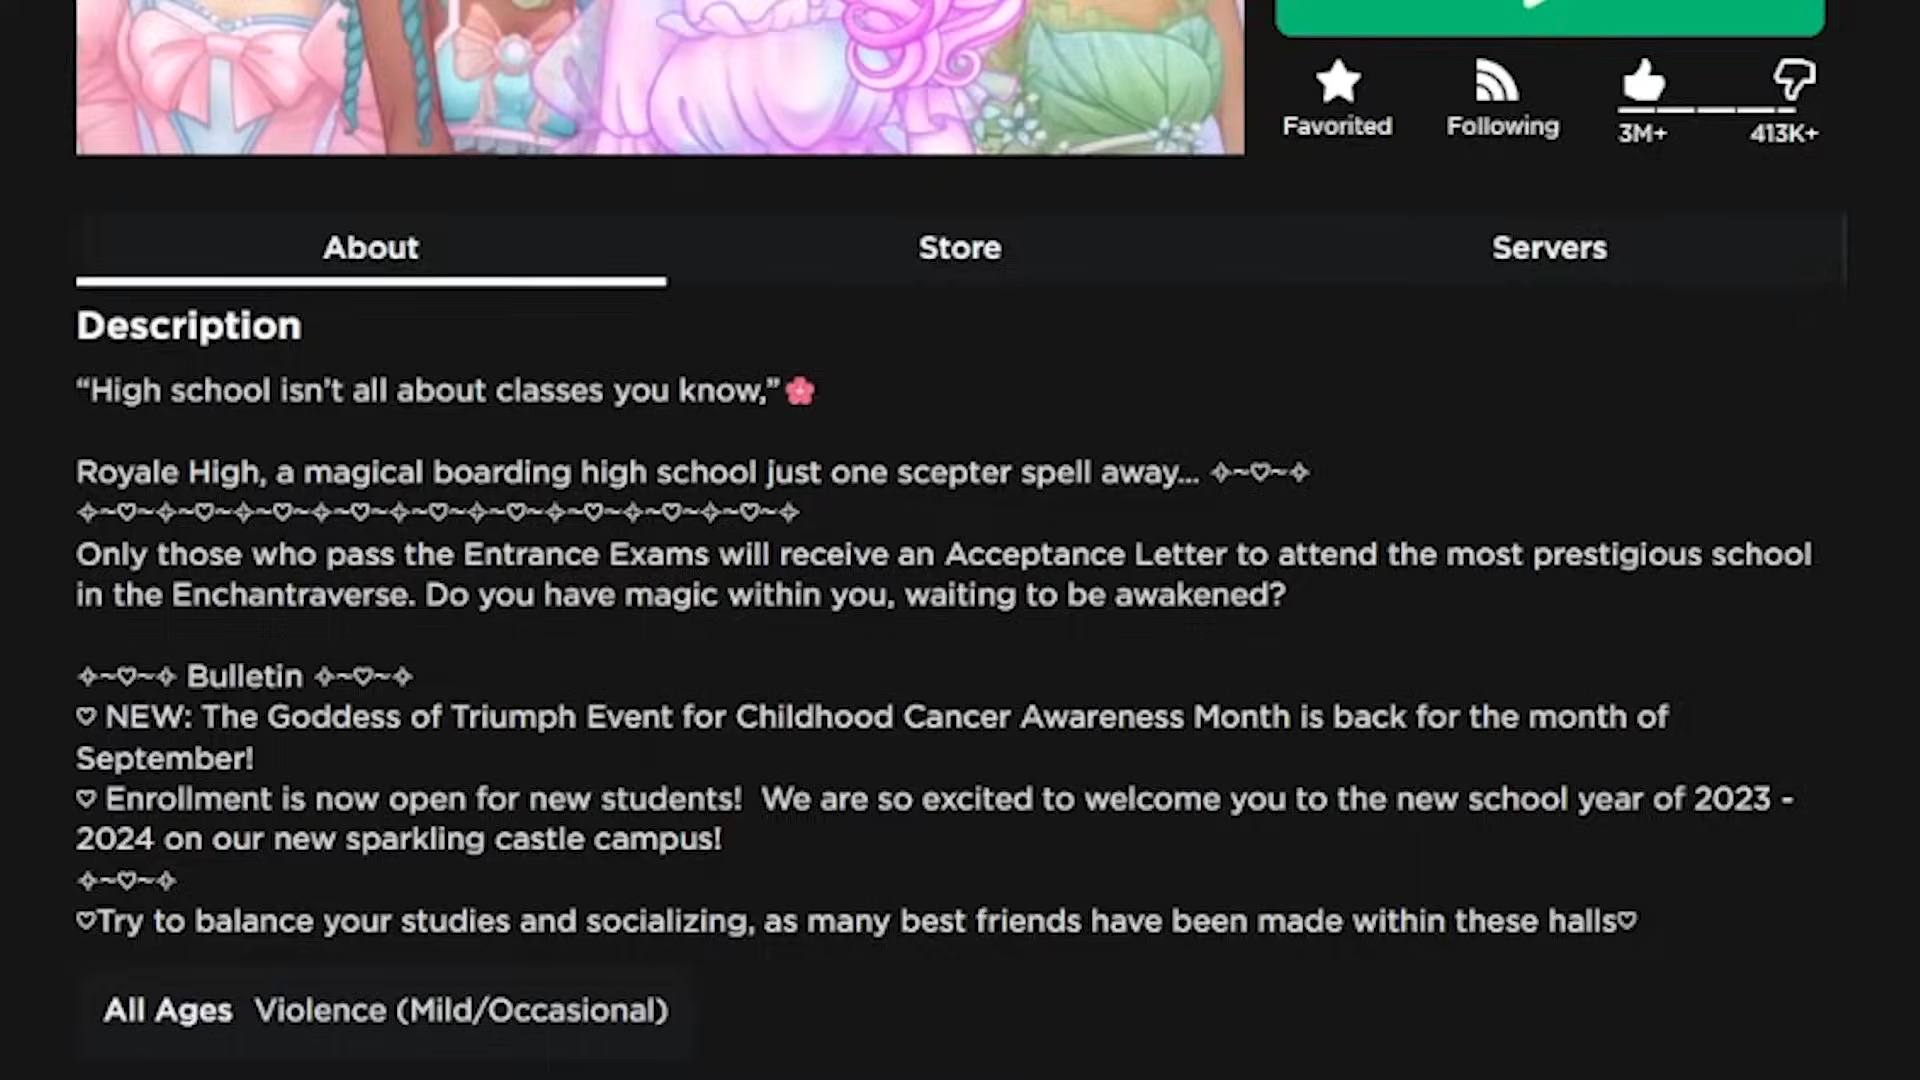 Favorited
Following
3M+
413K+
About
Store
Servers
Description
“High school isn’t all about classes you know,”🌸
Royale High, a magical boarding high school just one scepter spell away... ✧~♡~✧
✧~♡~✧~♡~✧~♡~✧~♡~✧~♡~✧~♡~✧~♡~✧~♡~✧~♡~✧
Only those who pass the Entrance Exams will receive an Acceptance Letter to attend the most prestigious school
in the Enchantraverse. Do you have magic within you, waiting to be awakened?
✧~♡~✧ Bulletin ✧~♡~✧
♡ NEW: The Goddess of Triumph Event for Childhood Cancer Awareness Month is back for the month of
September!
♡ Enrollment is now open for new students!  We are so excited to welcome you to the new school year of 2023 -
2024 on our new sparkling castle campus!
✧~♡~✧
♡Try to balance your studies and socializing, as many best friends have been made within these halls♡
All Ages Violence (Mild/Occasional)